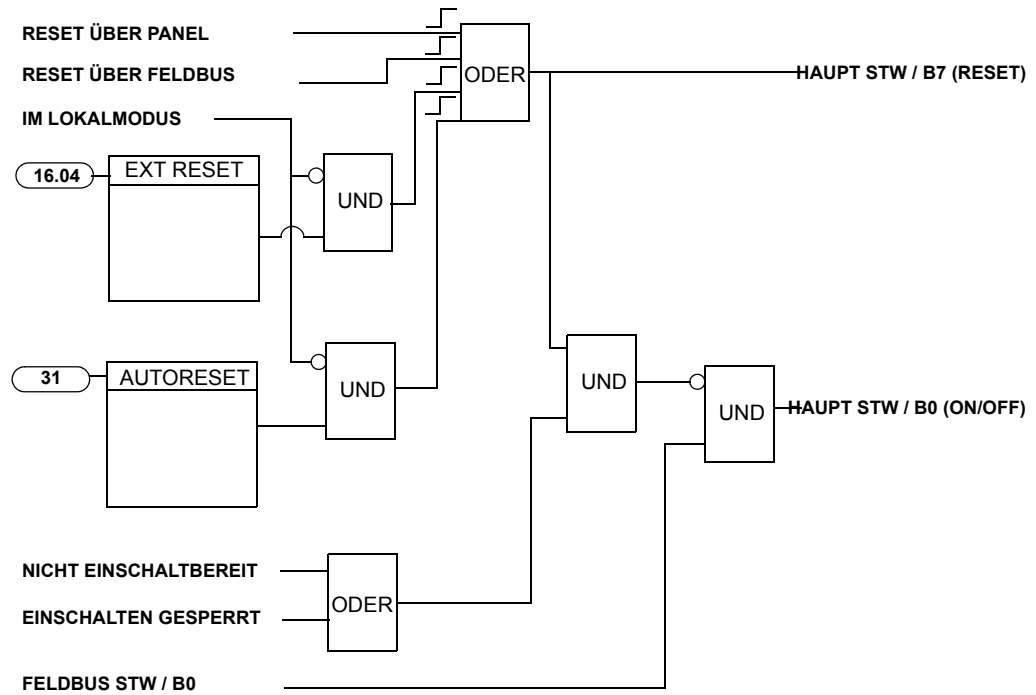 RESET ÜBER PANEL
RESET ÜBER FELDBUS
ODER
HAUPT STW / B7 (RESET)
IM LOKALMODUS
16.04
EXT RESET
UND
31
AUTORESET
UND
UND
UND
HAUPT STW / B0 (ON/OFF)
NICHT EINSCHALTBEREIT
ODER
EINSCHALTEN GESPERRT
FELDBUS STW / B0